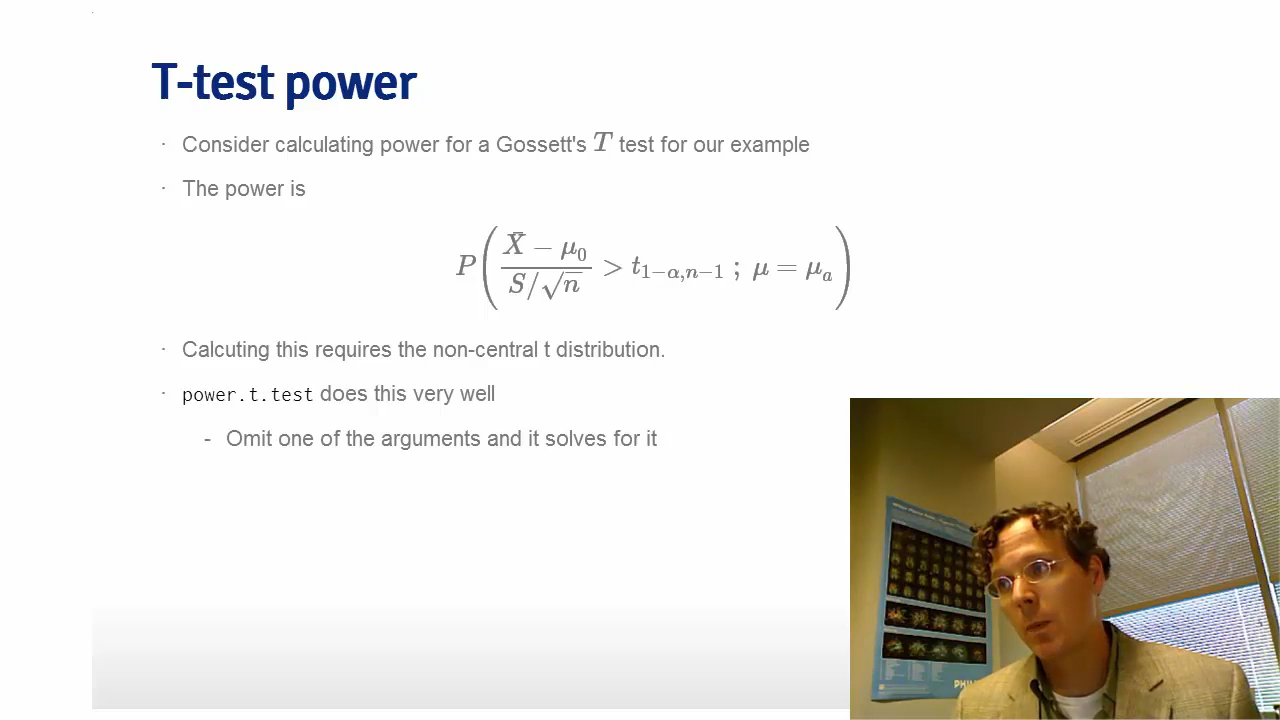 T-test power
· Consider calculating power for a Gossett's T test for our example
· The power is
P( (X̄ − μ₀) / (S/√n) > t₁₋α,ₙ₋₁ ; μ = μₐ )
· Calcuting this requires the non-central t distribution.
· power.t.test does this very well
- Omit one of the arguments and it solves for it